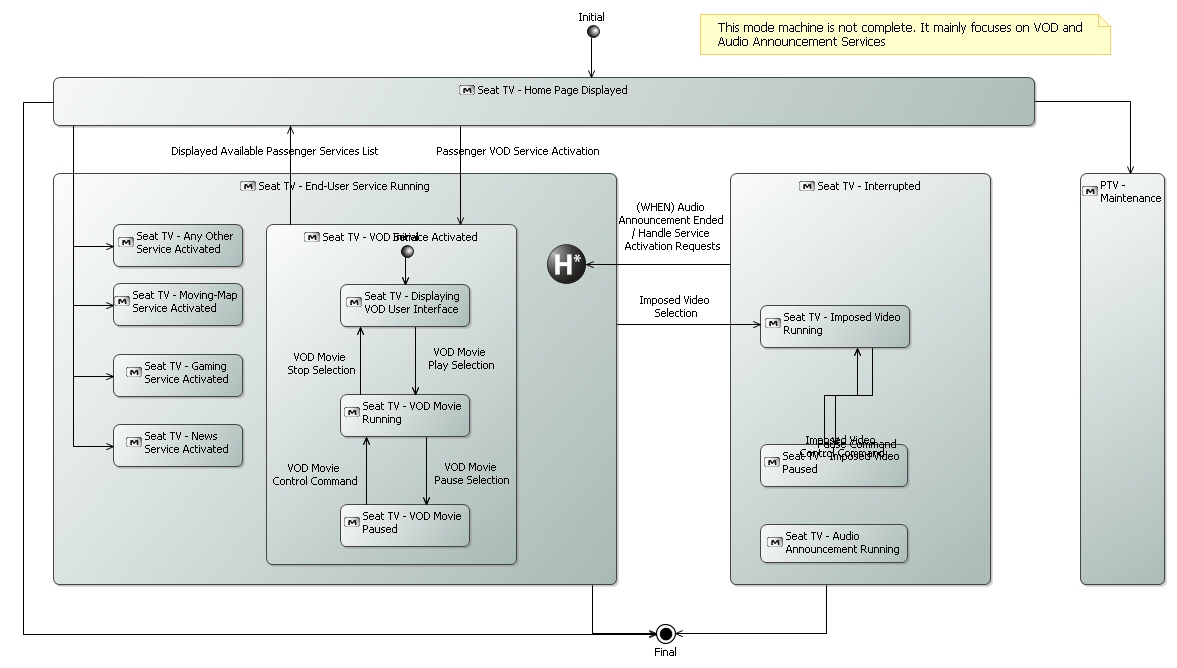 Initial
This mode machine is not complete. It mainly focuses on VOD and
Audio Announcement Services
M Seat TV - Home Page Displayed
Displayed Available Passenger Services List
Passenger VOD Service Activation
M Seat TV - End-User Service Running
M Seat TV - Any Other
Service Activated
M Seat TV - Moving-Map
Service Activated
M Seat TV - Gaming
Service Activated
M Seat TV - News
Service Activated
M Seat TV - VOD Service Activated
Initial
M Seat TV - Displaying
VOD User Interface
VOD Movie
Stop Selection
VOD Movie
Play Selection
M Seat TV - VOD Movie
Running
VOD Movie
Control Command
VOD Movie
Pause Selection
M Seat TV - VOD Movie
Paused
H*
(WHEN) Audio
Announcement Ended
/ Handle Service
Activation Requests
Imposed Video
Selection
M Seat TV - Interrupted
M Seat TV - Imposed Video
Running
Imposed Video
Control Command
Pause Command
M Seat TV - Imposed Video
Paused
M Seat TV - Audio
Announcement Running
M PTV -
Maintenance
Final